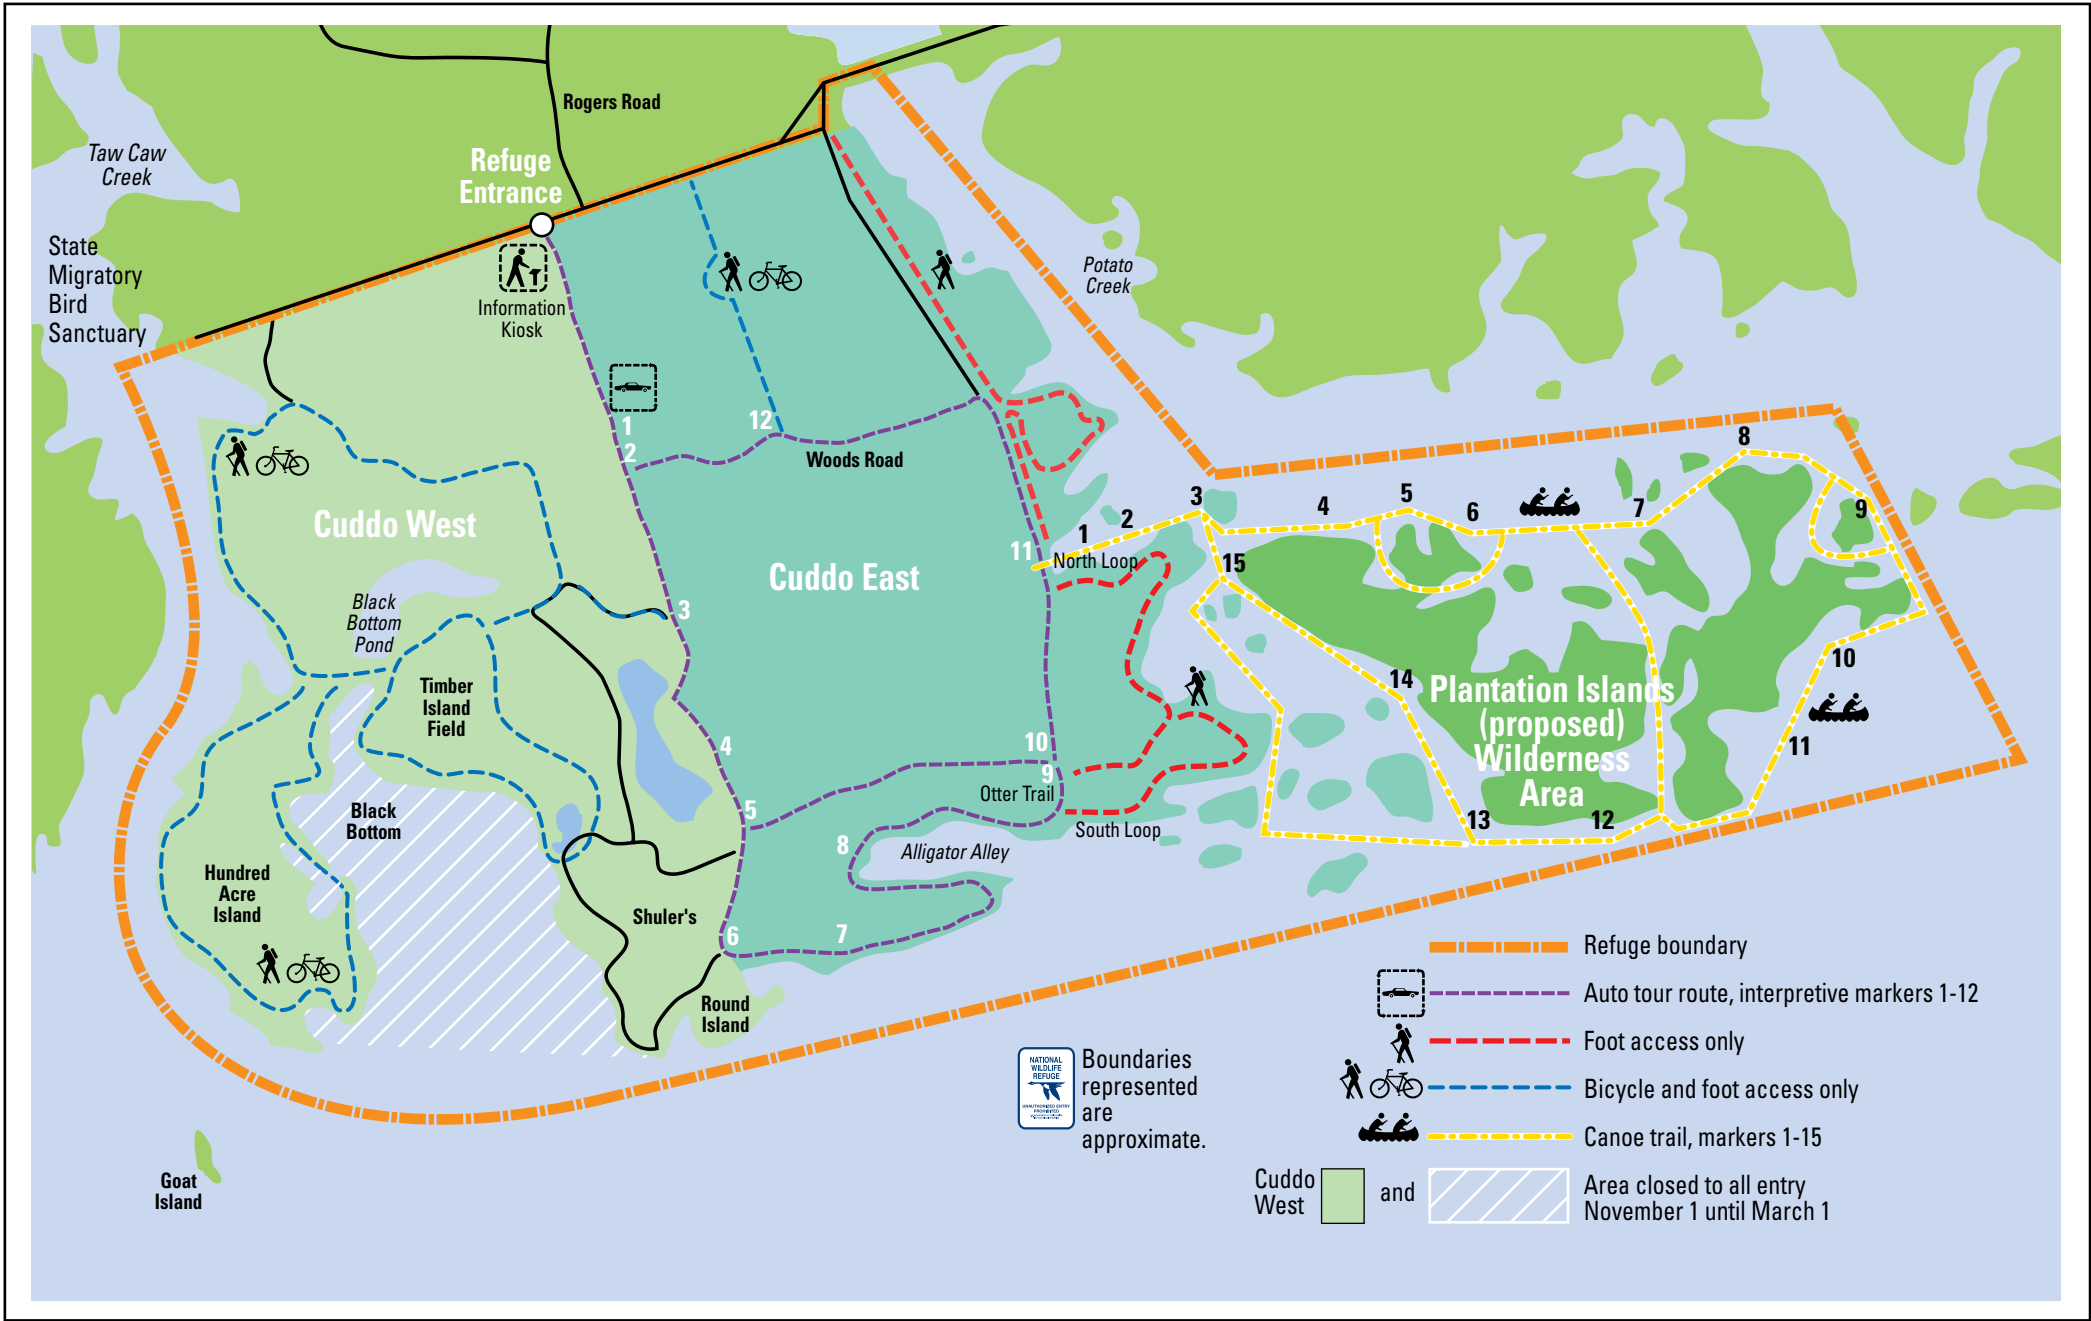 Rogers Road
Refuge
Entrance
Taw Caw
Creek
State
Migratory
Bird
Sanctuary
Information
Kiosk
Potato
Creek
1
2
12
Woods Road
Cuddo West
Cuddo East
Black
Bottom
Pond
3
11
North Loop
1
2
3
4
5
6
7
8
9
15
10
14
11
Plantation Islands
(proposed)
Wilderness
Area
13
12
Timber
Island
Field
4
5
10
9
Otter Trail
South Loop
8
Alligator Alley
Black
Bottom
Hundred
Acre
Island
Shuler's
6
7
Round
Island
Goat
Island
NATIONAL
WILDLIFE
REFUGE
UNAUTHORIZED ENTRY
PROHIBITED
Boundaries
represented
are
approximate.
Refuge boundary
Auto tour route, interpretive markers 1-12
Foot access only
Bicycle and foot access only
Canoe trail, markers 1-15
Cuddo
West
and
Area closed to all entry
November 1 until March 1